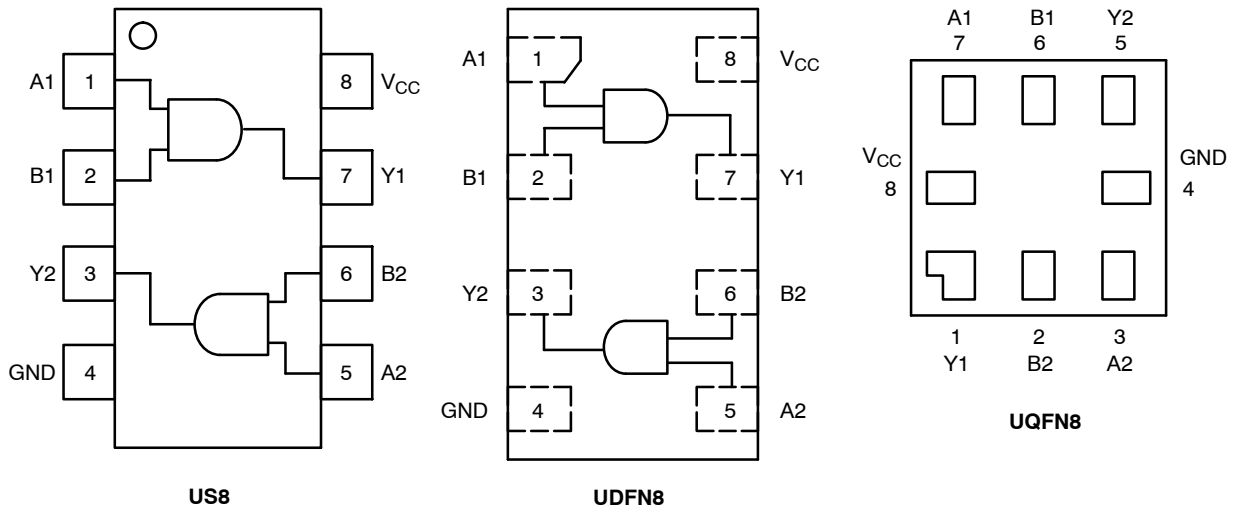 A1 1 8 VCC
B1 2 7 Y1
Y2 3 6 B2
GND 4 5 A2
US8
A1 1 8 VCC
B1 2 7 Y1
Y2 3 6 B2
GND 4 5 A2
UDFN8
A1 B1 Y2
7 6 5
VCC GND
8 4
1 2 3
Y1 B2 A2
UQFN8